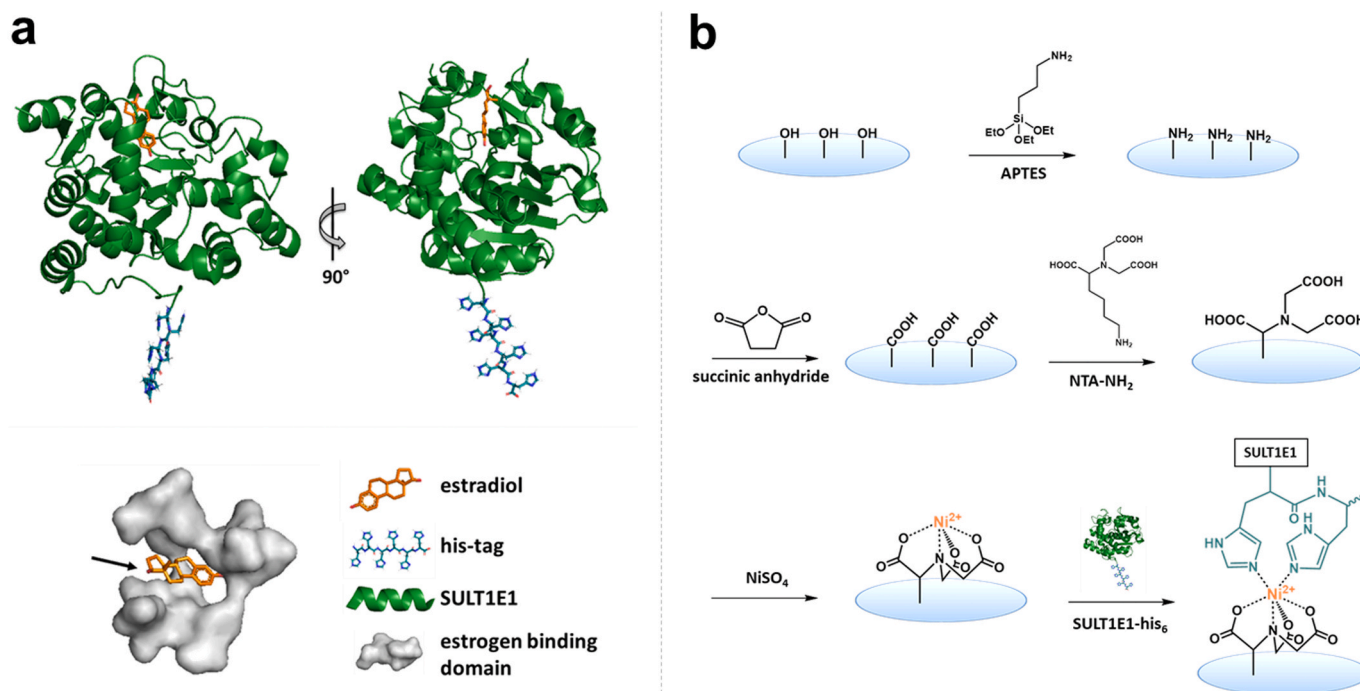 a
90°
estradiol
his-tag
SULT1E1
estrogen binding
domain
b
NH₂
Si
EtO OEt
OEt
OH OH OH
APTES
NH₂ NH₂ NH₂
O O O
succinic anhydride
COOH COOH COOH
COOH
HOOC N COOH
NH₂
NTA-NH₂
COOH
HOOC N COOH
NiSO₄
Ni²⁺
O O O
O N O O
SULT1E1
H
N
O H
N
HN N N
Ni²⁺
O O O
O N O O
SULT1E1-his₆